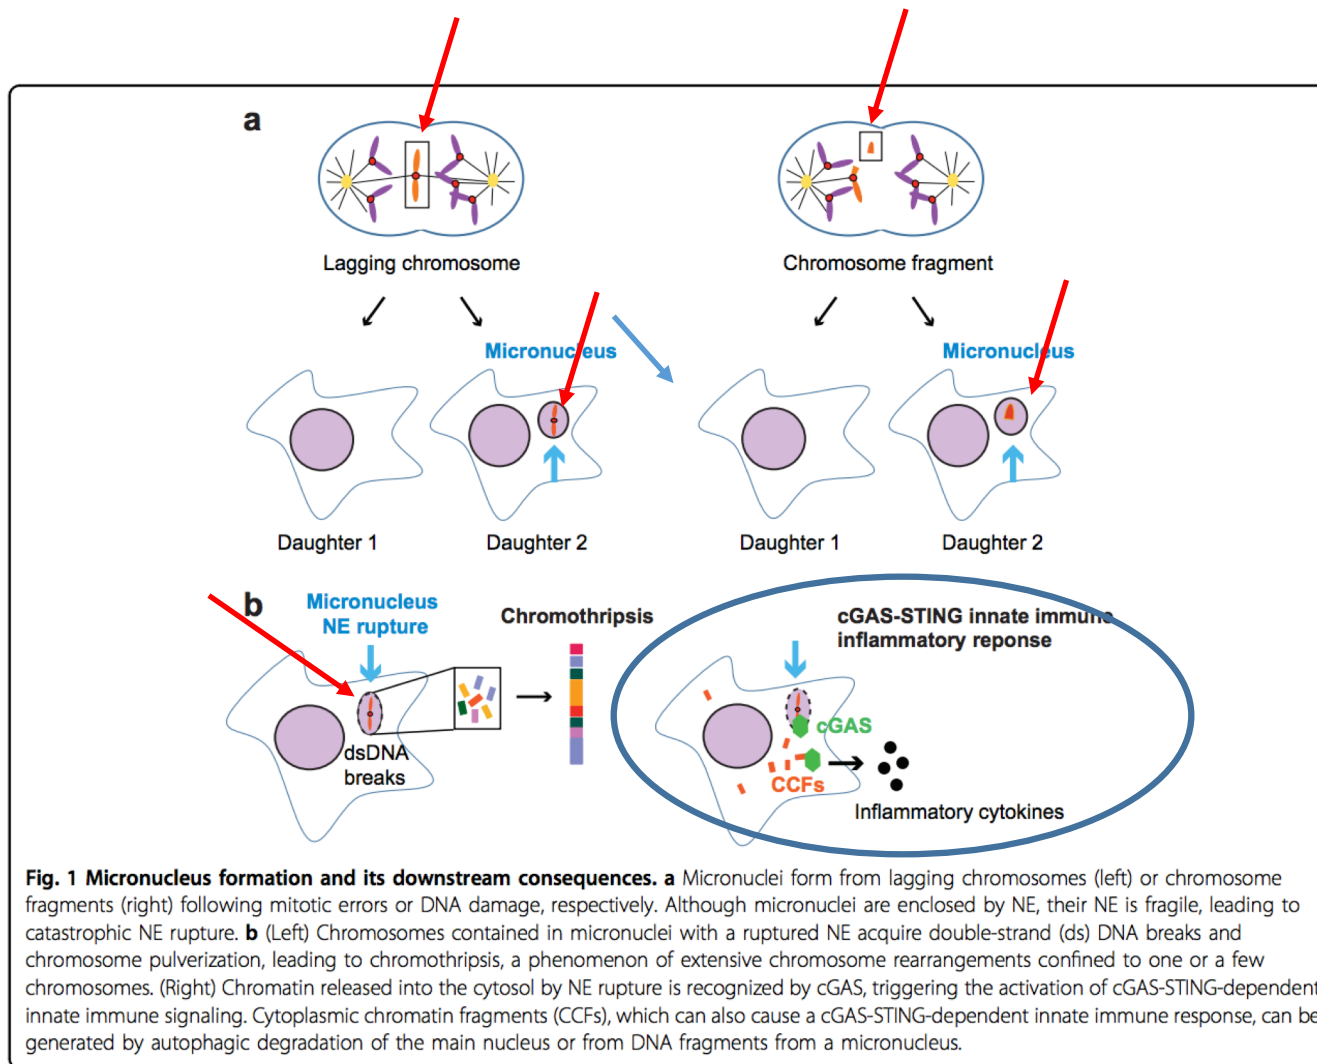 a
Lagging chromosome
Chromosome fragment
Micronucleus
Micronucleus
Daughter 1
Daughter 2
Daughter 1
Daughter 2
b
Micronucleus
NE rupture
Chromothripsis
dsDNA
breaks
cGAS-STING innate immune
inflammatory reponse
cGAS
CCFs
Inflammatory cytokines
Fig. 1 Micronucleus formation and its downstream consequences. a Micronuclei form from lagging chromosomes (left) or chromosome
fragments (right) following mitotic errors or DNA damage, respectively. Although micronuclei are enclosed by NE, their NE is fragile, leading to
catastrophic NE rupture. b (Left) Chromosomes contained in micronuclei with a ruptured NE acquire double-strand (ds) DNA breaks and
chromosome pulverization, leading to chromothripsis, a phenomenon of extensive chromosome rearrangements confined to one or a few
chromosomes. (Right) Chromatin released into the cytosol by NE rupture is recognized by cGAS, triggering the activation of cGAS-STING-dependent
innate immune signaling. Cytoplasmic chromatin fragments (CCFs), which can also cause a cGAS-STING-dependent innate immune response, can be
generated by autophagic degradation of the main nucleus or from DNA fragments from a micronucleus.